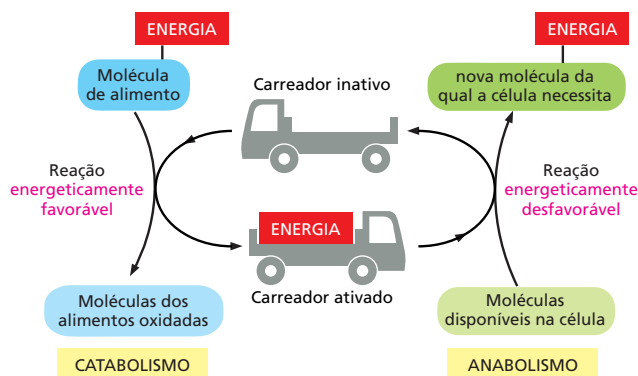 ENERGIA
Molécula
de alimento
Reação
energeticamente
favorável
Moléculas dos
alimentos oxidadas
CATABOLISMO
Carreador inativo
ENERGIA
Carreador ativado
ENERGIA
nova molécula da
qual a célula necessita
Reação
energeticamente
desfavorável
Moléculas
disponíveis na célula
ANABOLISMO